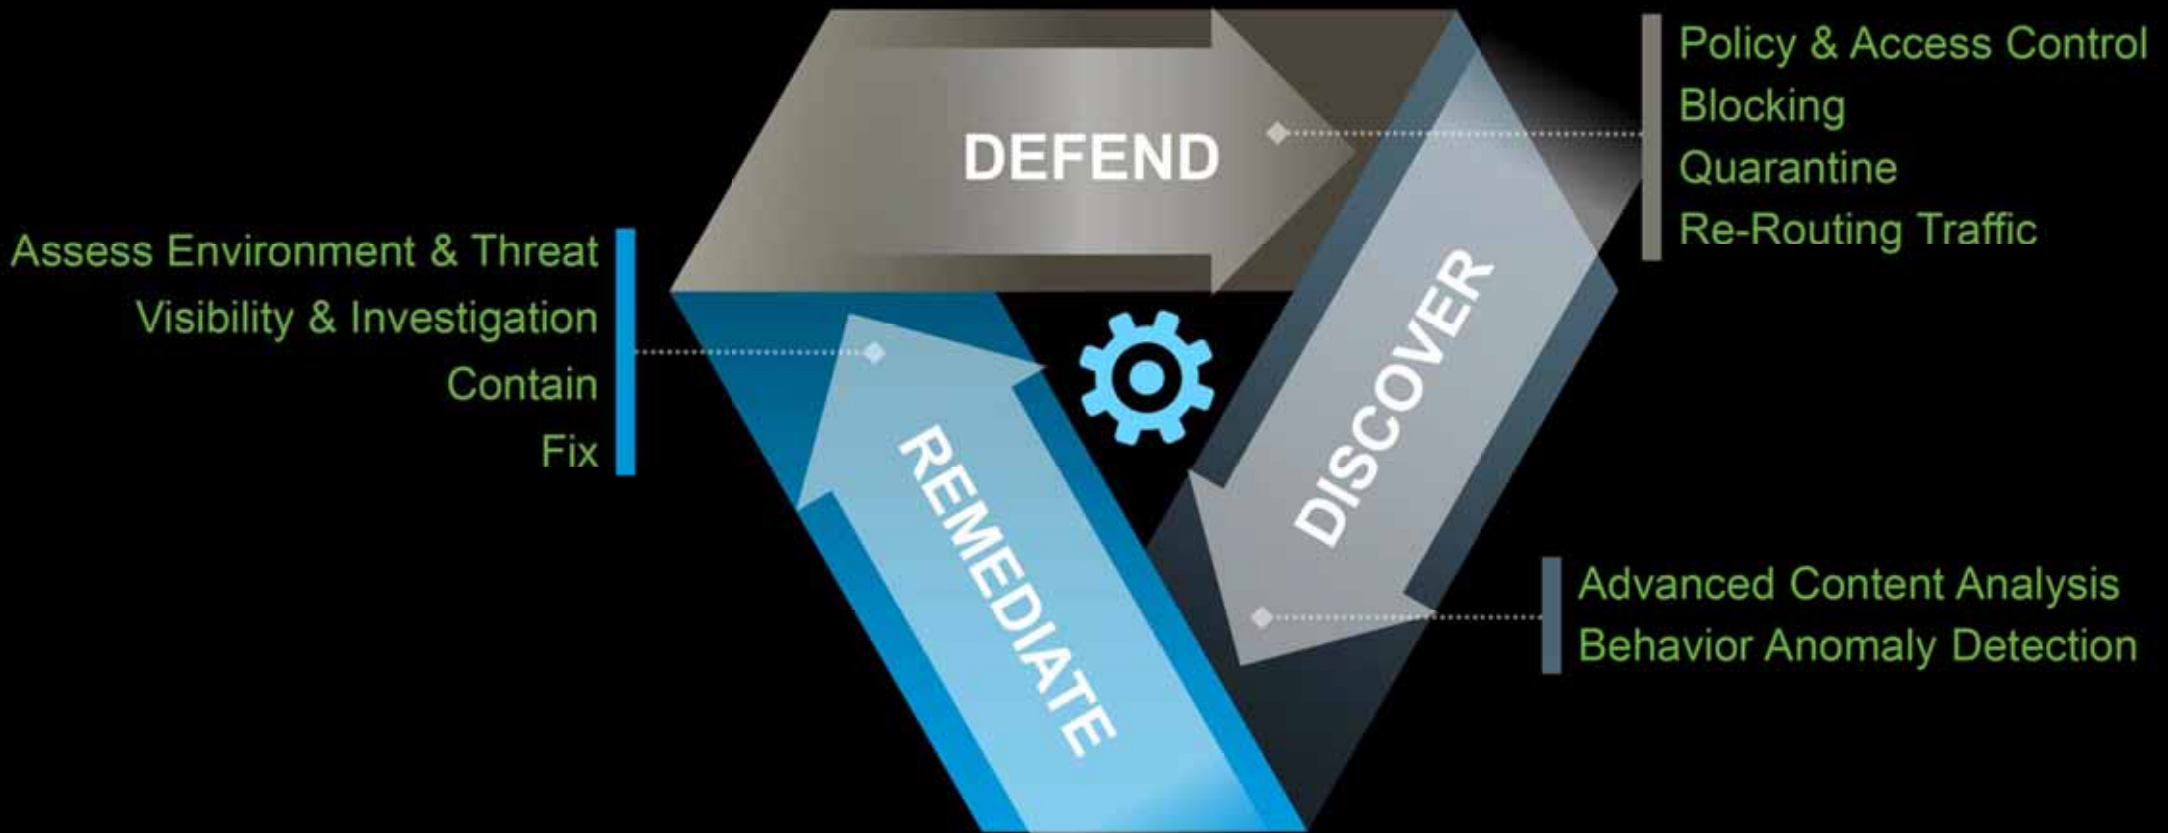 DEFEND
Policy & Access Control
Blocking
Quarantine
Re-Routing Traffic
Assess Environment & Threat
Visibility & Investigation
Contain
Fix
DISCOVER
REMEDIATE
Advanced Content Analysis
Behavior Anomaly Detection